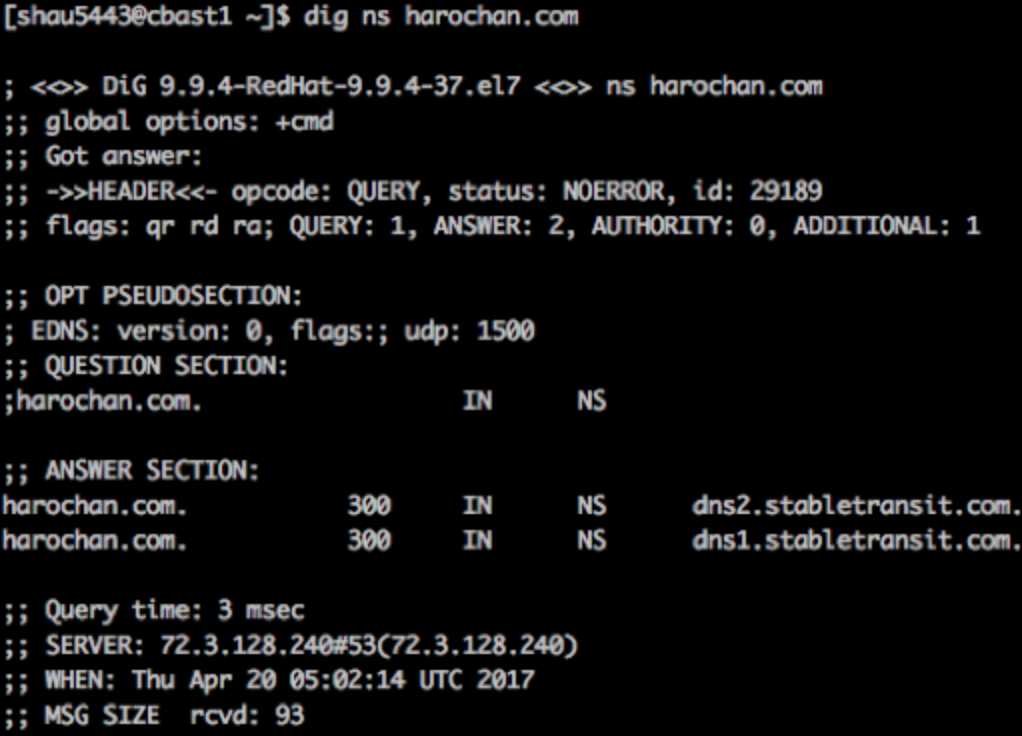 [shau5443@cbast1 ~]$ dig ns harochan.com
; <<>> DiG 9.9.4-RedHat-9.9.4-37.el7 <<>> ns harochan.com
;; global options: +cmd
;; Got answer:
;; ->>HEADER<<- opcode: QUERY, status: NOERROR, id: 29189
;; flags: qr rd ra; QUERY: 1, ANSWER: 2, AUTHORITY: 0, ADDITIONAL: 1
;; OPT PSEUDOSECTION:
; EDNS: version: 0, flags:; udp: 1500
;; QUESTION SECTION:
;harochan.com. IN NS
;; ANSWER SECTION:
harochan.com. 300 IN NS dns2.stabletransit.com.
harochan.com. 300 IN NS dns1.stabletransit.com.
;; Query time: 3 msec
;; SERVER: 72.3.128.240#53(72.3.128.240)
;; WHEN: Thu Apr 20 05:02:14 UTC 2017
;; MSG SIZE rcvd: 93